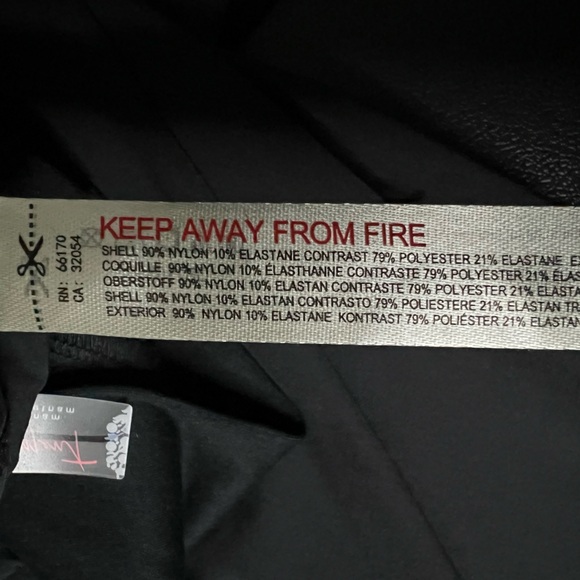 KEEP AWAY FROM FIRE
SHELL 90% NYLON 10% ELASTANE CONTRAST 79% POLYESTER 21% ELASTANE
COQUILLE 90% NYLON 10% ÉLASTHANNE CONTRASTE 79% POLYESTER 21%
OBERSTOFF 90% NYLON 10% ELASTAN CONTRASTE 79% POLYESTER 21% ELASTAN
SHELL 90% NYLON 10% ELASTAN CONTRASTO 79% POLIESTERE 21% ELASTAN
EXTERIOR 90% NYLON 10% ELASTANE KONTRAST 79% POLIÉSTER 21%
RN: 66170
CA: 32054